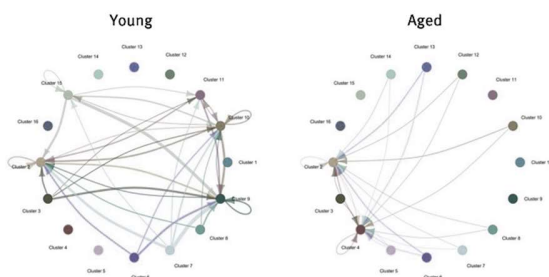 Young
Aged
Cluster 13
Cluster 14
Cluster 12
Cluster 15
Cluster 11
Cluster 16
Cluster 10
Cluster 2
Cluster 1
Cluster 3
Cluster 9
Cluster 4
Cluster 8
Cluster 5
Cluster 7
Cluster 13
Cluster 14
Cluster 12
Cluster 15
Cluster 11
Cluster 16
Cluster 10
Cluster 2
Cluster 1
Cluster 3
Cluster 9
Cluster 4
Cluster 8
Cluster 5
Cluster 7